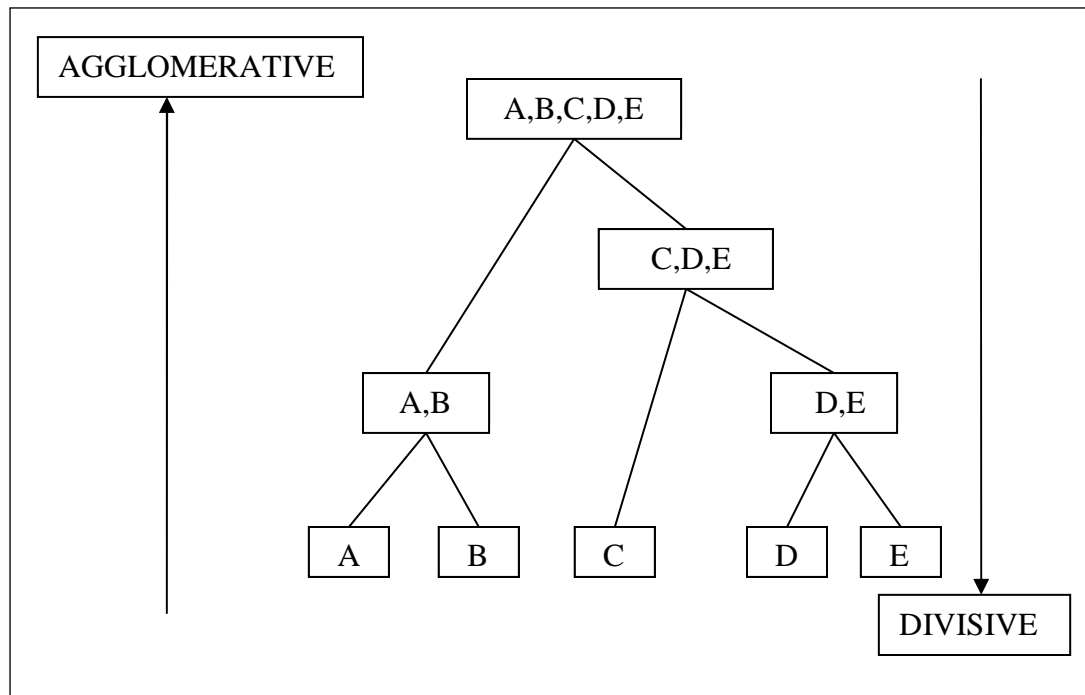 AGGLOMERATIVE
A,B,C,D,E
C,D,E
A,B
D,E
A
B
C
D
E
DIVISIVE